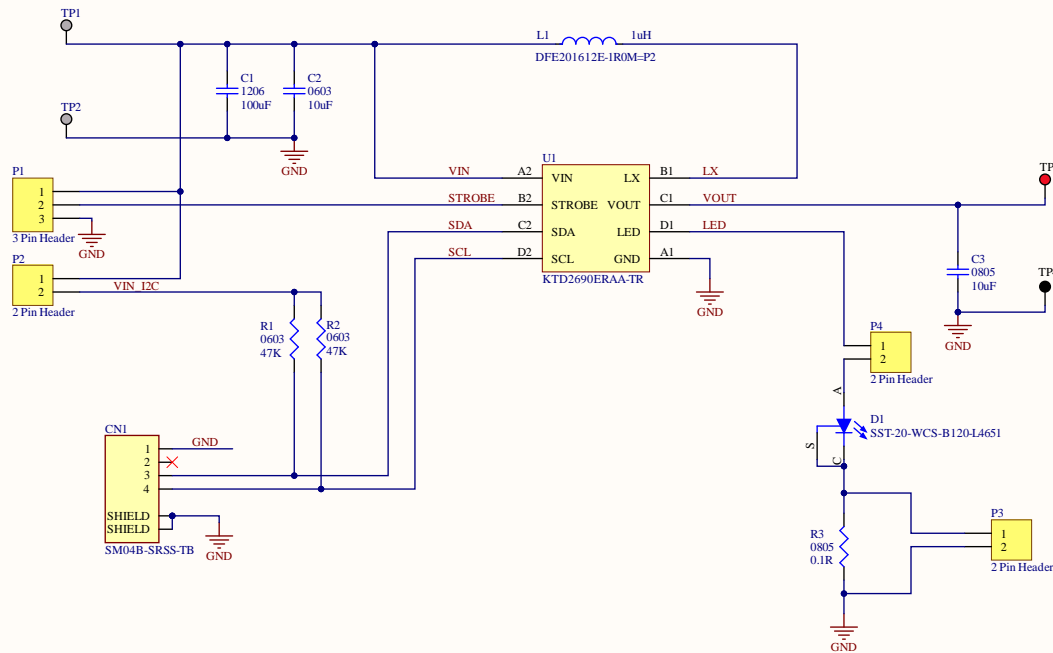 TP1
L1
1uH
DFE201612E-1R0M=P2
C1
1206
100uF
C2
0603
10uF
TP2
GND
U1
P1
1
2
3
3 Pin Header
GND
VIN
A2
VIN
LX
B1
LX
STROBE
B2
STROBE
VOUT
C1
VOUT
SDA
C2
SDA
LED
D1
LED
SCL
D2
SCL
GND
A1
KTD2690ERAA-TR
GND
TP
C3
0805
10uF
TP
GND
P2
1
2
2 Pin Header
VIN_I2C
R1
0603
47K
R2
0603
47K
P4
1
2
2 Pin Header
A
D1
SST-20-WCS-B120-L4651
S
C
CN1
1
GND
2
3
4
SHIELD
SHIELD
SM04B-SRSS-TB
GND
R3
0805
0.1R
P3
1
2
2 Pin Header
GND